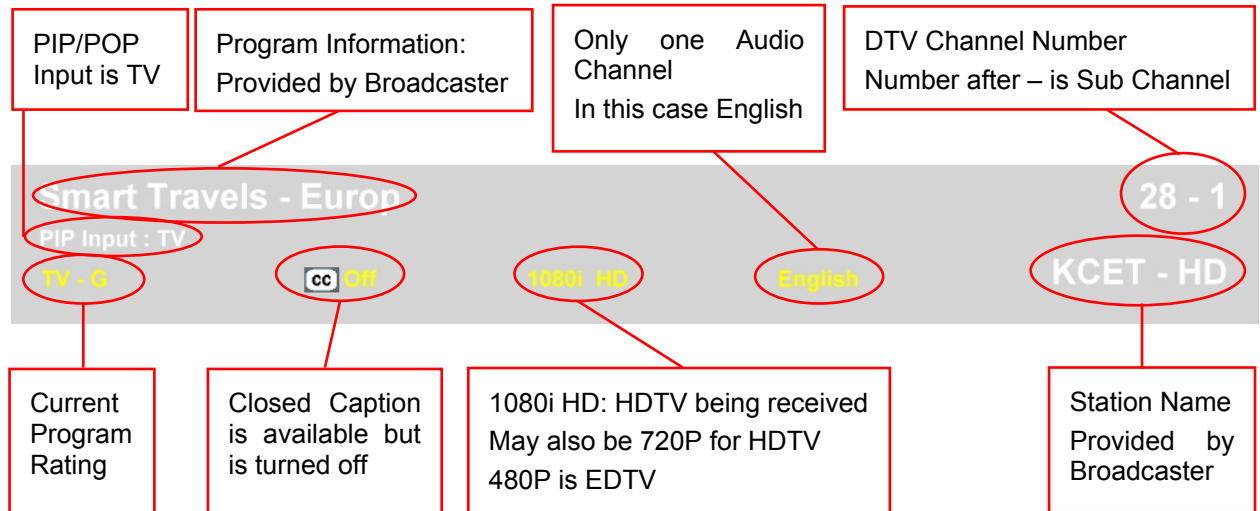 PIP/POP
Input is TV
Program Information:
Provided by Broadcaster
Only one Audio
Channel
In this case English
DTV Channel Number
Number after – is Sub Channel
Smart Travels - Europ
28 - 1
PIP Input : TV
TV - G
cc Off
1080i HD
English
KCET - HD
Current
Program
Rating
Closed Caption
is available but
is turned off
1080i HD: HDTV being received
May also be 720P for HDTV
480P is EDTV
Station Name
Provided by
Broadcaster